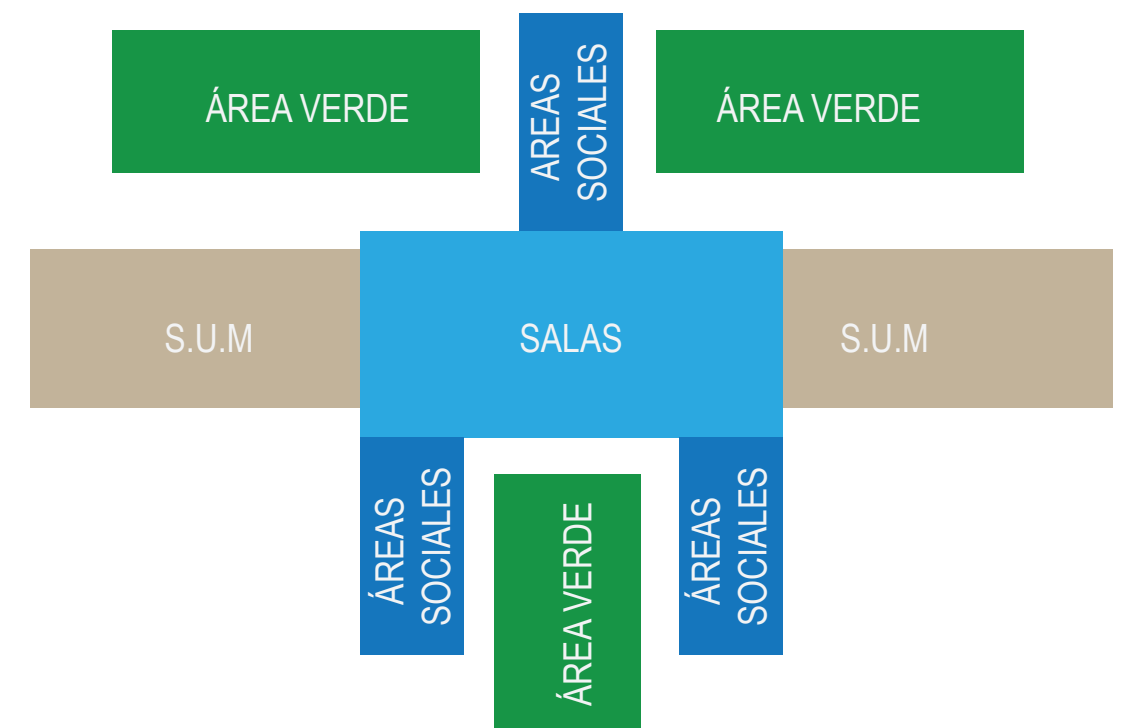 ÁREA VERDE
AREAS
SOCIALES
ÁREA VERDE
S.U.M
SALAS
S.U.M
ÁREAS
SOCIALES
ÁREA VERDE
ÁREAS
SOCIALES